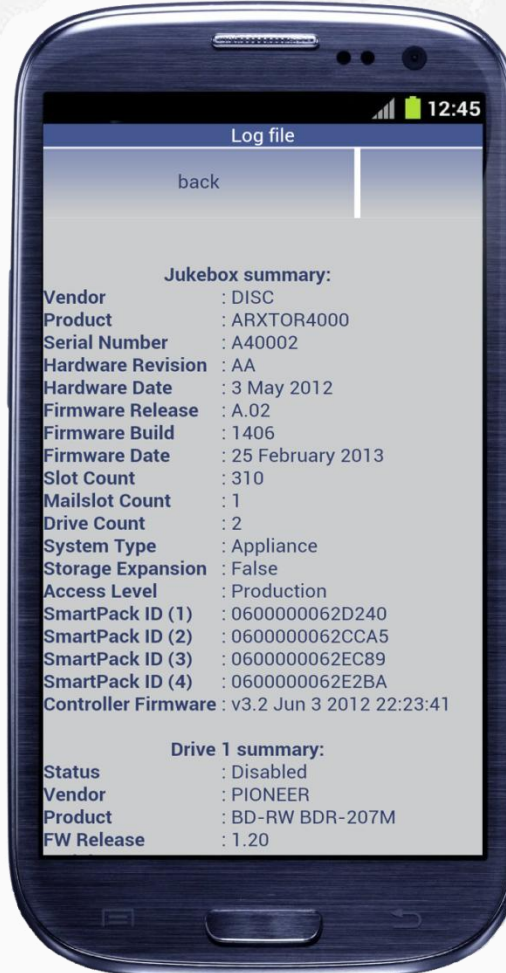 12:45
Log file
back
Jukebox summary:
Vendor : DISC
Product : ARXTOR4000
Serial Number : A40002
Hardware Revision : AA
Hardware Date : 3 May 2012
Firmware Release : A.02
Firmware Build : 1406
Firmware Date : 25 February 2013
Slot Count : 310
Mailslot Count : 1
Drive Count : 2
System Type : Appliance
Storage Expansion : False
Access Level : Production
SmartPack ID (1) : 0600000062D240
SmartPack ID (2) : 0600000062CCA5
SmartPack ID (3) : 0600000062EC89
SmartPack ID (4) : 0600000062E2BA
Controller Firmware : v3.2 Jun 3 2012 22:23:41
Drive 1 summary:
Status : Disabled
Vendor : PIONEER
Product : BD-RW BDR-207M
FW Release : 1.20